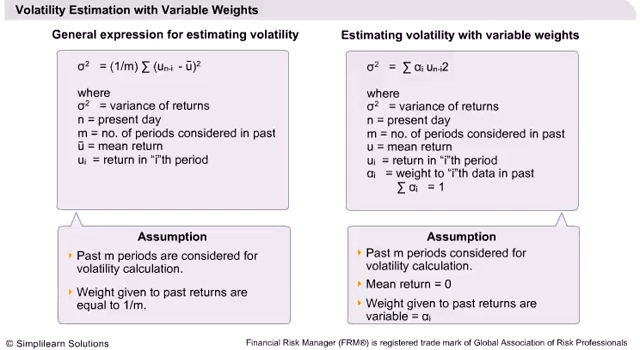 Volatility Estimation with Variable Weights
General expression for estimating volatility
σ² = (1/m) ∑ (uₙ₋ᵢ - ū)²
where
σ² = variance of returns
n = present day
m = no. of periods considered in past
ū = mean return
uᵢ = return in “i”th period
Assumption
Past m periods are considered for
volatility calculation.
Weight given to past returns are
equal to 1/m.
Estimating volatility with variable weights
σ² = ∑ αᵢ uₙ₋ᵢ2
where
σ² = variance of returns
n = present day
m = no. of periods considered in past
u = mean return
uᵢ = return in “i”th period
αᵢ = weight to “i”th data in past
∑ αᵢ = 1
Assumption
Past m periods considered for
volatility calculation.
Mean return = 0
Weight given to past returns are
variable = αᵢ
© Simplilearn Solutions
Financial Risk Manager (FRM®) is registered trade mark of Global Association of Risk Professionals